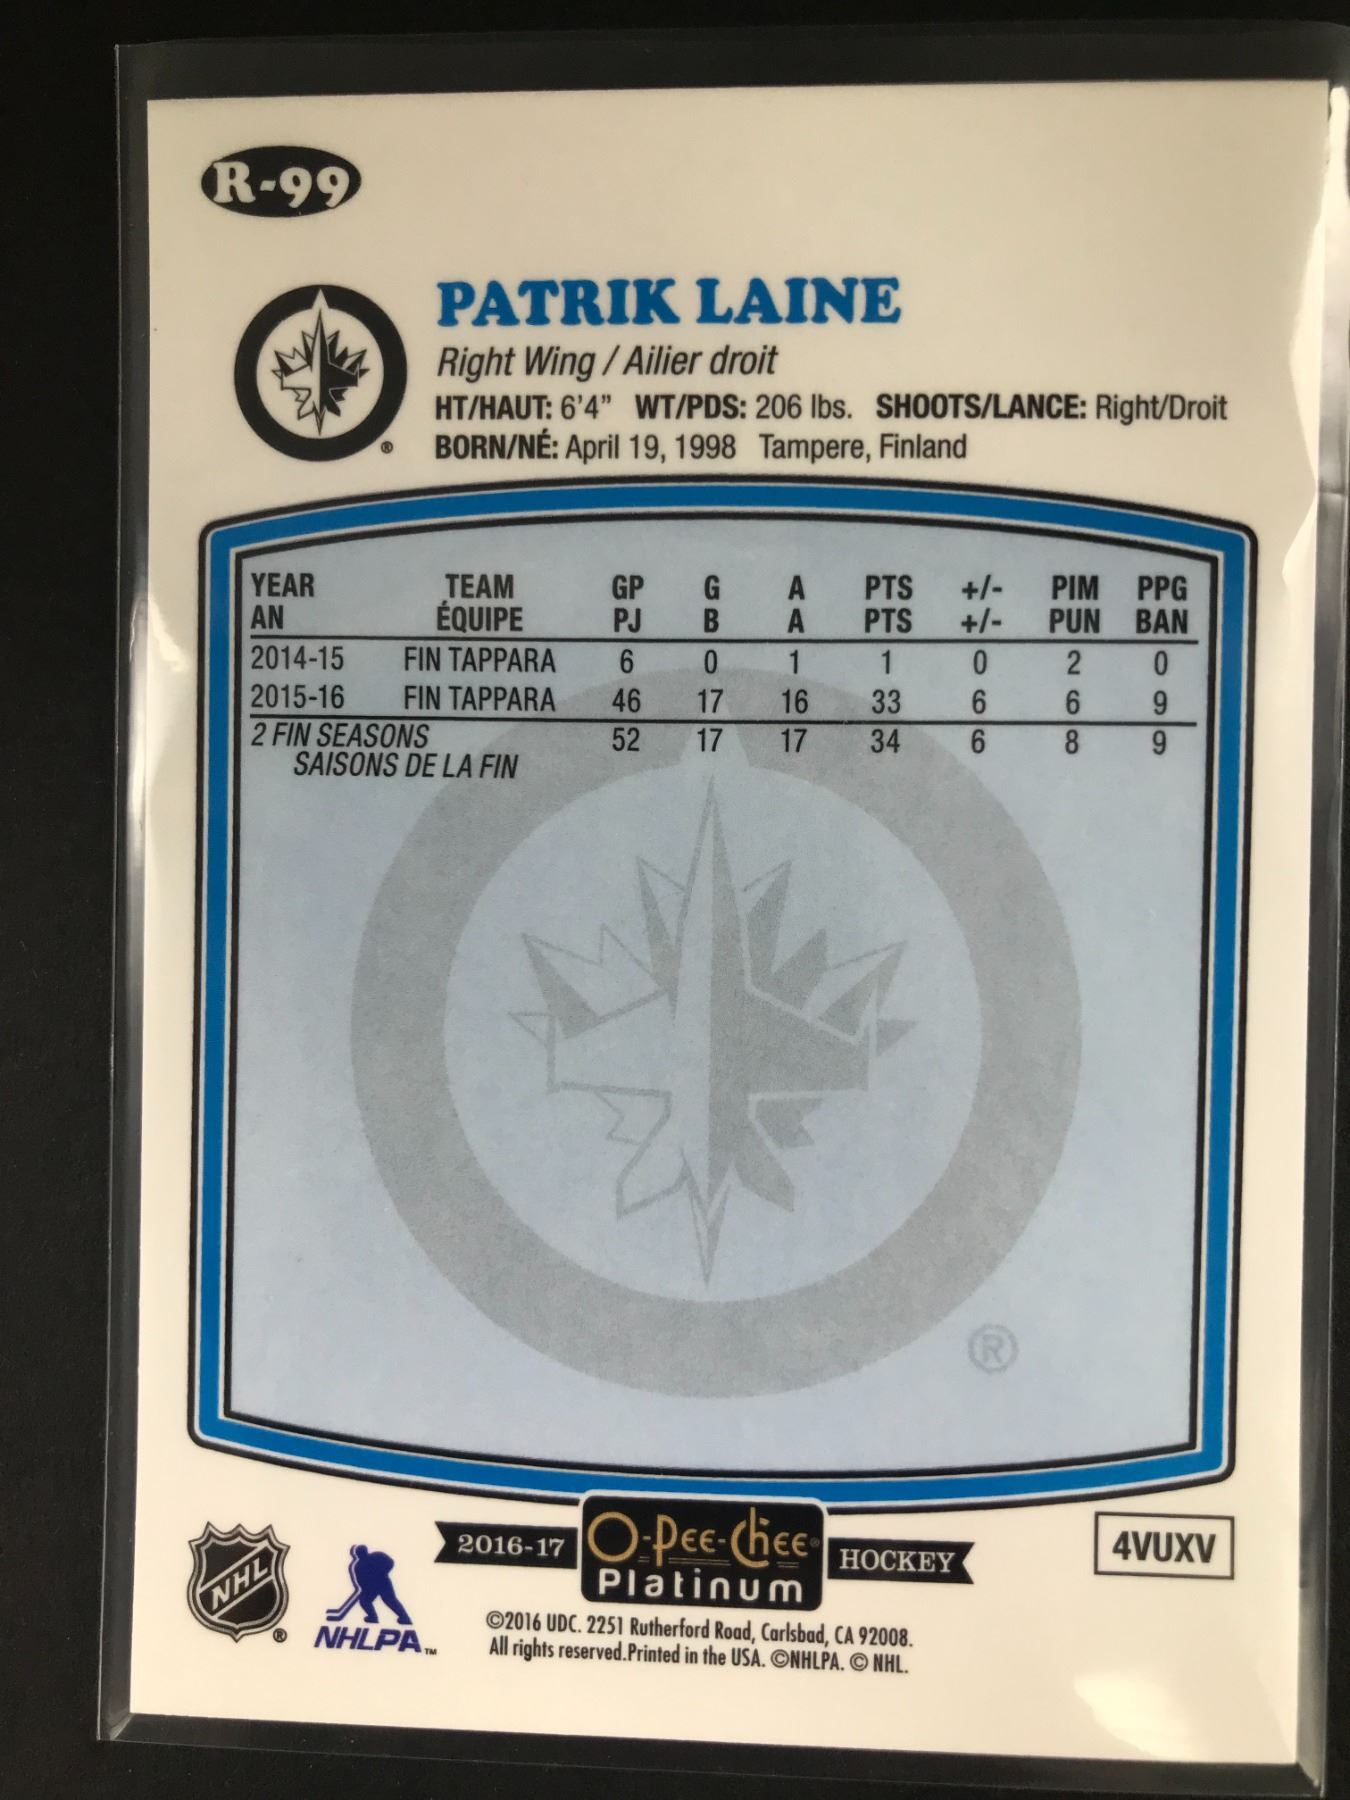 R-99
PATRIK LAINE
Right Wing / Ailier droit
HT/HAUT: 6'4” WT/PDS: 206 lbs. SHOOTS/LANCE: Right/Droit
® BORN/NÉ: April 19, 1998 Tampere, Finland
YEAR TEAM GP G A PTS +/- PIM PPG
AN ÉQUIPE PJ B A PTS +/- PUN BAN
2014-15 FIN TAPPARA 6 0 1 1 0 2 0
2015-16 FIN TAPPARA 46 17 16 33 6 6 9
2 FIN SEASONS 52 17 17 34 6 8 9
SAISONS DE LA FIN
®
NHL ®
NHLPA™
2016-17 O-Pee-Chee® HOCKEY
Platinum
4VUXV
©2016 UDC. 2251 Rutherford Road, Carlsbad, CA 92008.
All rights reserved.Printed in the USA. ©NHLPA. © NHL.